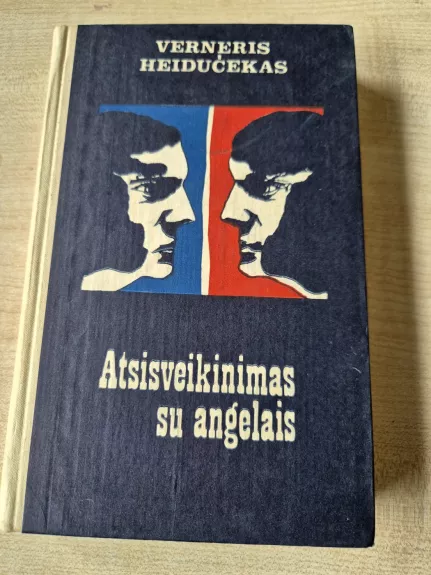 VERNERIS
HEIDUČEKAS
Atsisveikinimas
su angelais